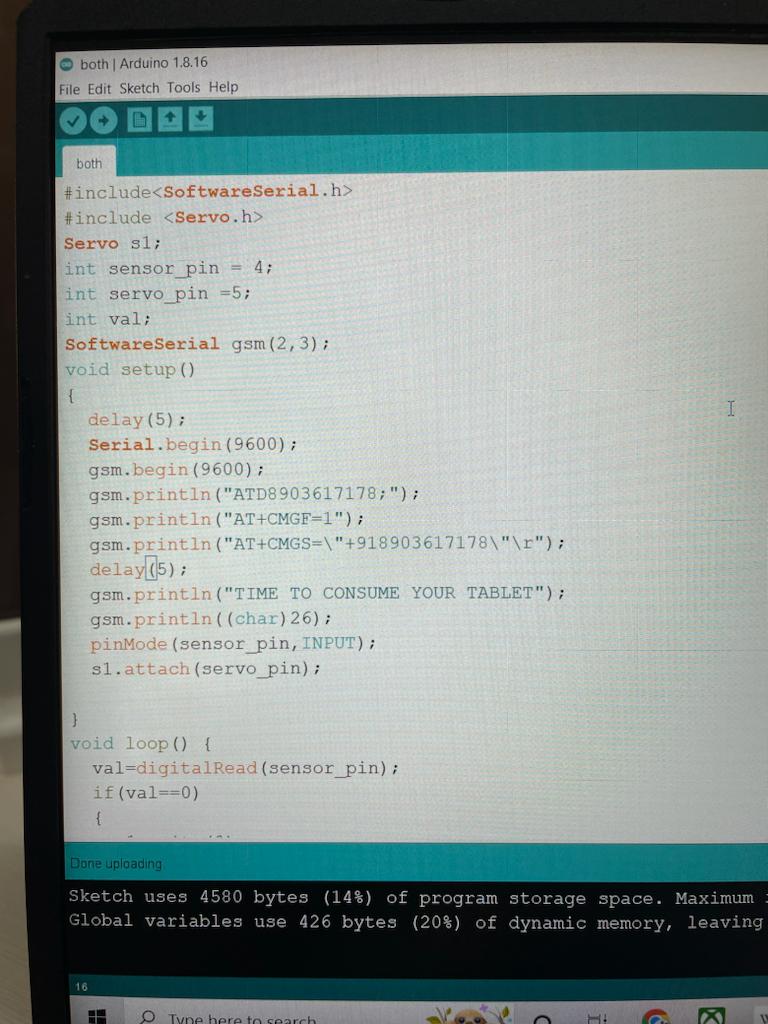 both | Arduino 1.8.16
File Edit Sketch Tools Help
both
#include<SoftwareSerial.h>
#include <Servo.h>
Servo s1;
int sensor_pin = 4;
int servo_pin =5;
int val;
SoftwareSerial gsm(2,3);
void setup()
{
delay(5);
Serial.begin(9600);
gsm.begin(9600);
gsm.println("ATD8903617178;");
gsm.println("AT+CMGF=1");
gsm.println("AT+CMGS=\"+918903617178\"\r");
delay(5);
gsm.println("TIME TO CONSUME YOUR TABLET");
gsm.println((char)26);
pinMode(sensor_pin,INPUT);
s1.attach(servo_pin);
}
void loop() {
val=digitalRead(sensor_pin);
if(val==0)
{
Done uploading.
Sketch uses 4580 bytes (14%) of program storage space. Maximum
Global variables use 426 bytes (20%) of dynamic memory, leaving
16
Type here to search